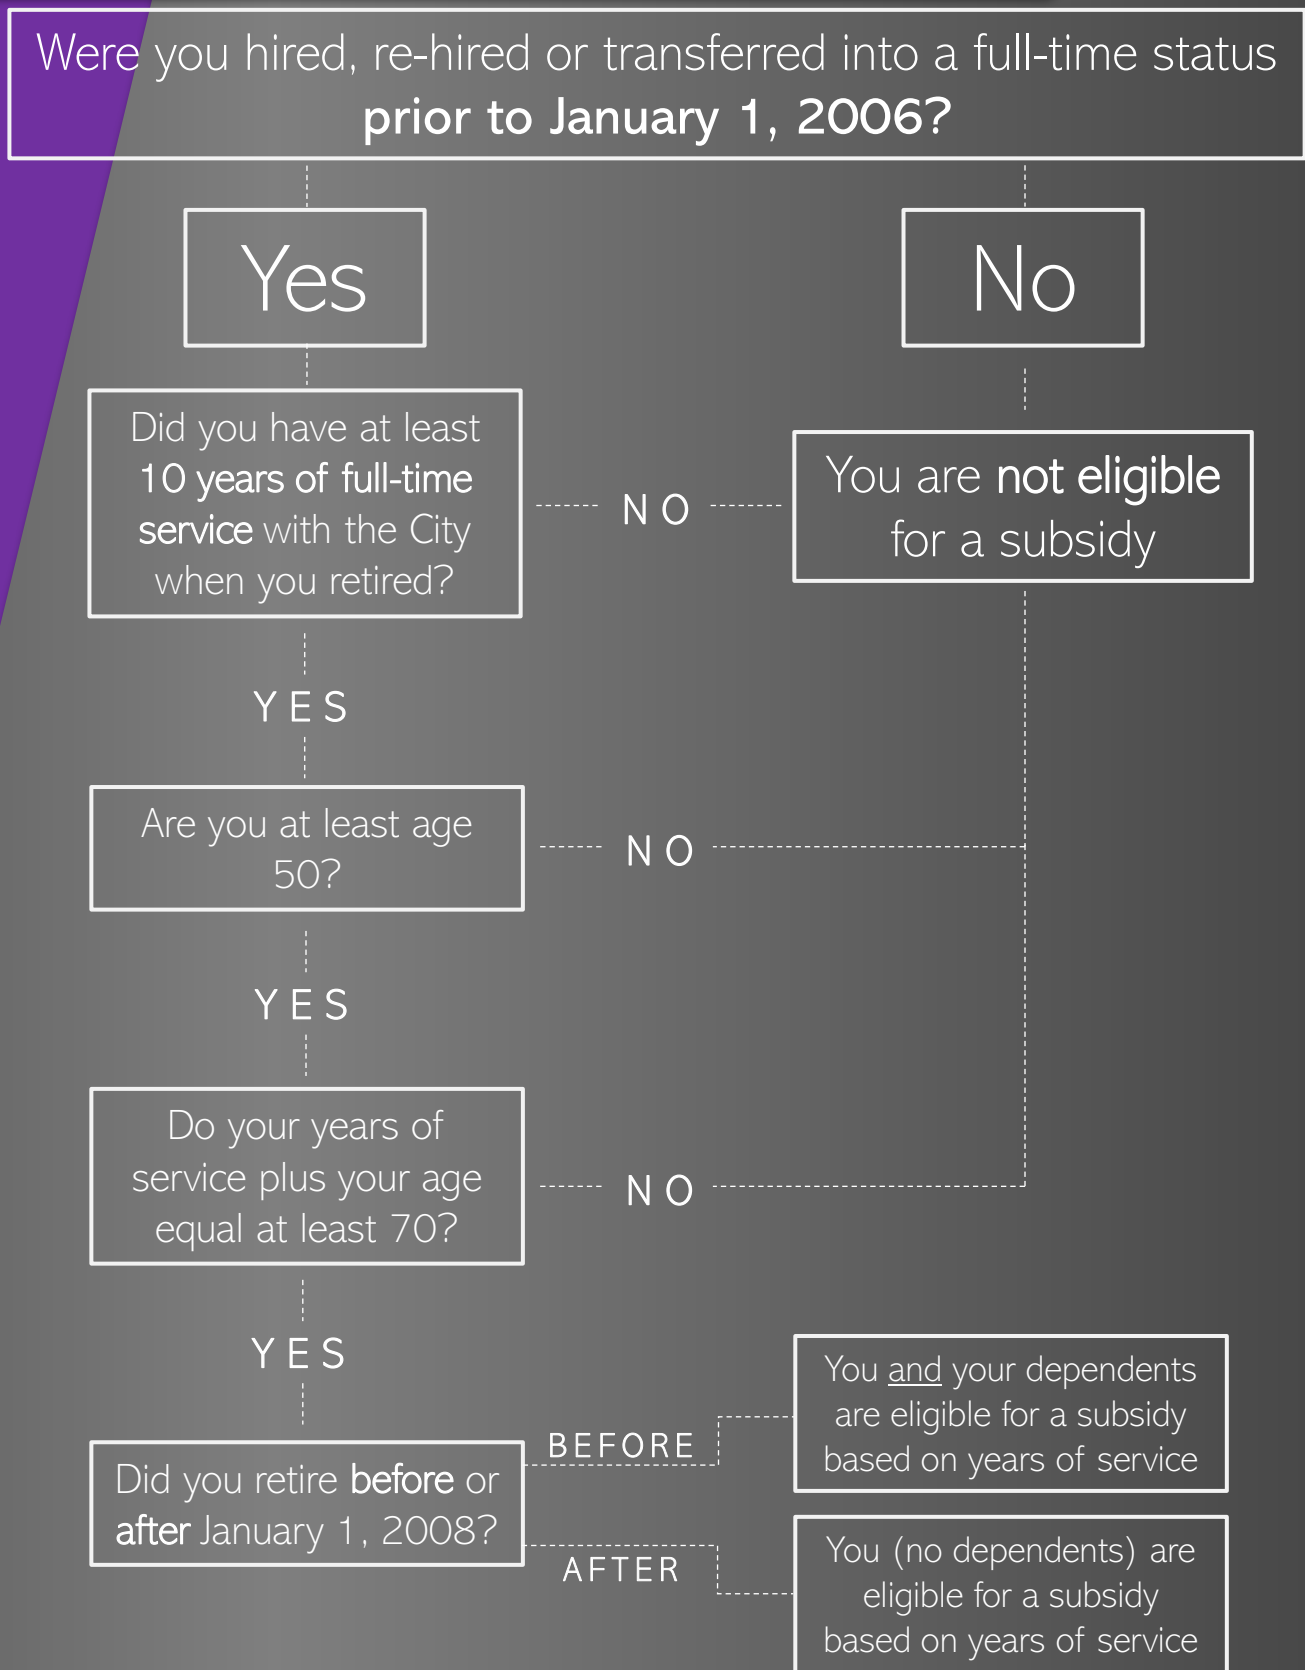 Were you hired, re-hired or transferred into a full-time status
prior to January 1, 2006?
Yes
No
Did you have at least
10 years of full-time
service with the City
when you retired?
NO
You are not eligible
for a subsidy
YES
Are you at least age
50?
NO
YES
Do your years of
service plus your age
equal at least 70?
NO
YES
Did you retire before or
after January 1, 2008?
BEFORE
You and your dependents
are eligible for a subsidy
based on years of service
AFTER
You (no dependents) are
eligible for a subsidy
based on years of service